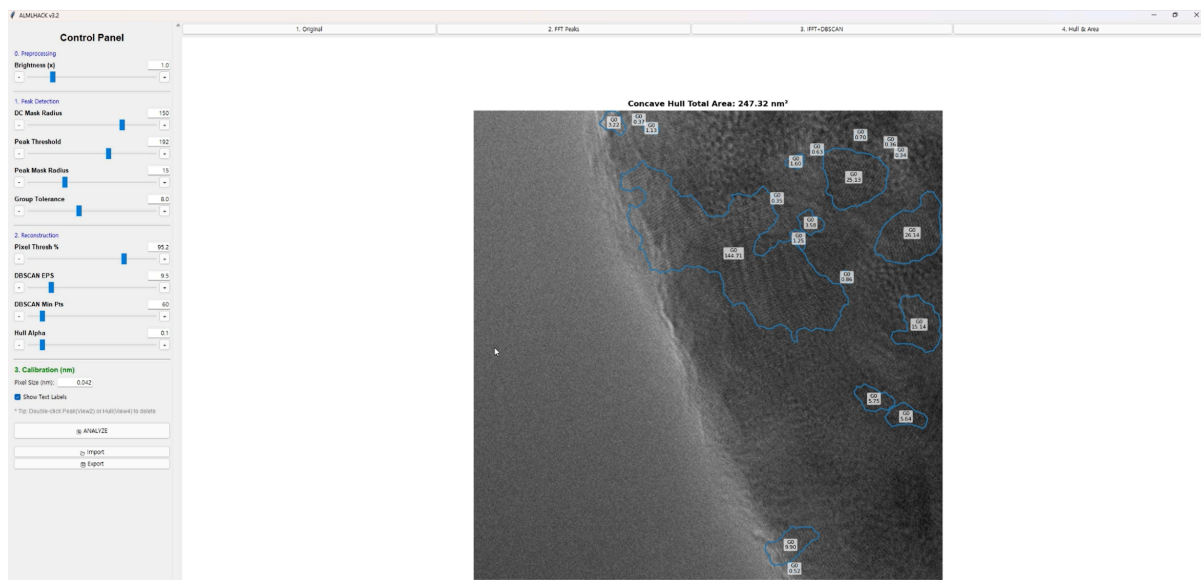 ALMLHACK v3.2
Control Panel
0. Preprocessing
Brightness (x) 1.0
- +
1. Peak Detection
DC Mask Radius 150
- +
Peak Threshold 192
- +
Peak Mask Radius 15
- +
Group Tolerance 8.0
- +
2. Reconstruction
Pixel Thresh % 95.2
- +
DBSCAN EPS 9.5
- +
DBSCAN Min Pts 60
- +
Hull Alpha 0.1
- +
3. Calibration (nm)
Pixel Size (nm): 0.042
Show Text Labels
* Tip: Double-click Peak(View2) or Hull(View4) to delete
ANALYZE
Import
Export
1. Original 2. FFT Peaks 3. IFFT+DBSCAN 4. Hull & Area
Concave Hull Total Area: 247.32 nm²
G0
3.22
G0
0.37
G0
1.13
G0
0.70
G0
0.36
G0
0.34
G0
0.63
G0
1.60
G0
25.13
G0
0.35
G0
3.58
G0
1.25
G0
26.14
G0
144.71
G0
0.86
G0
15.14
G0
5.75
G0
5.64
G0
9.90
G0
0.52